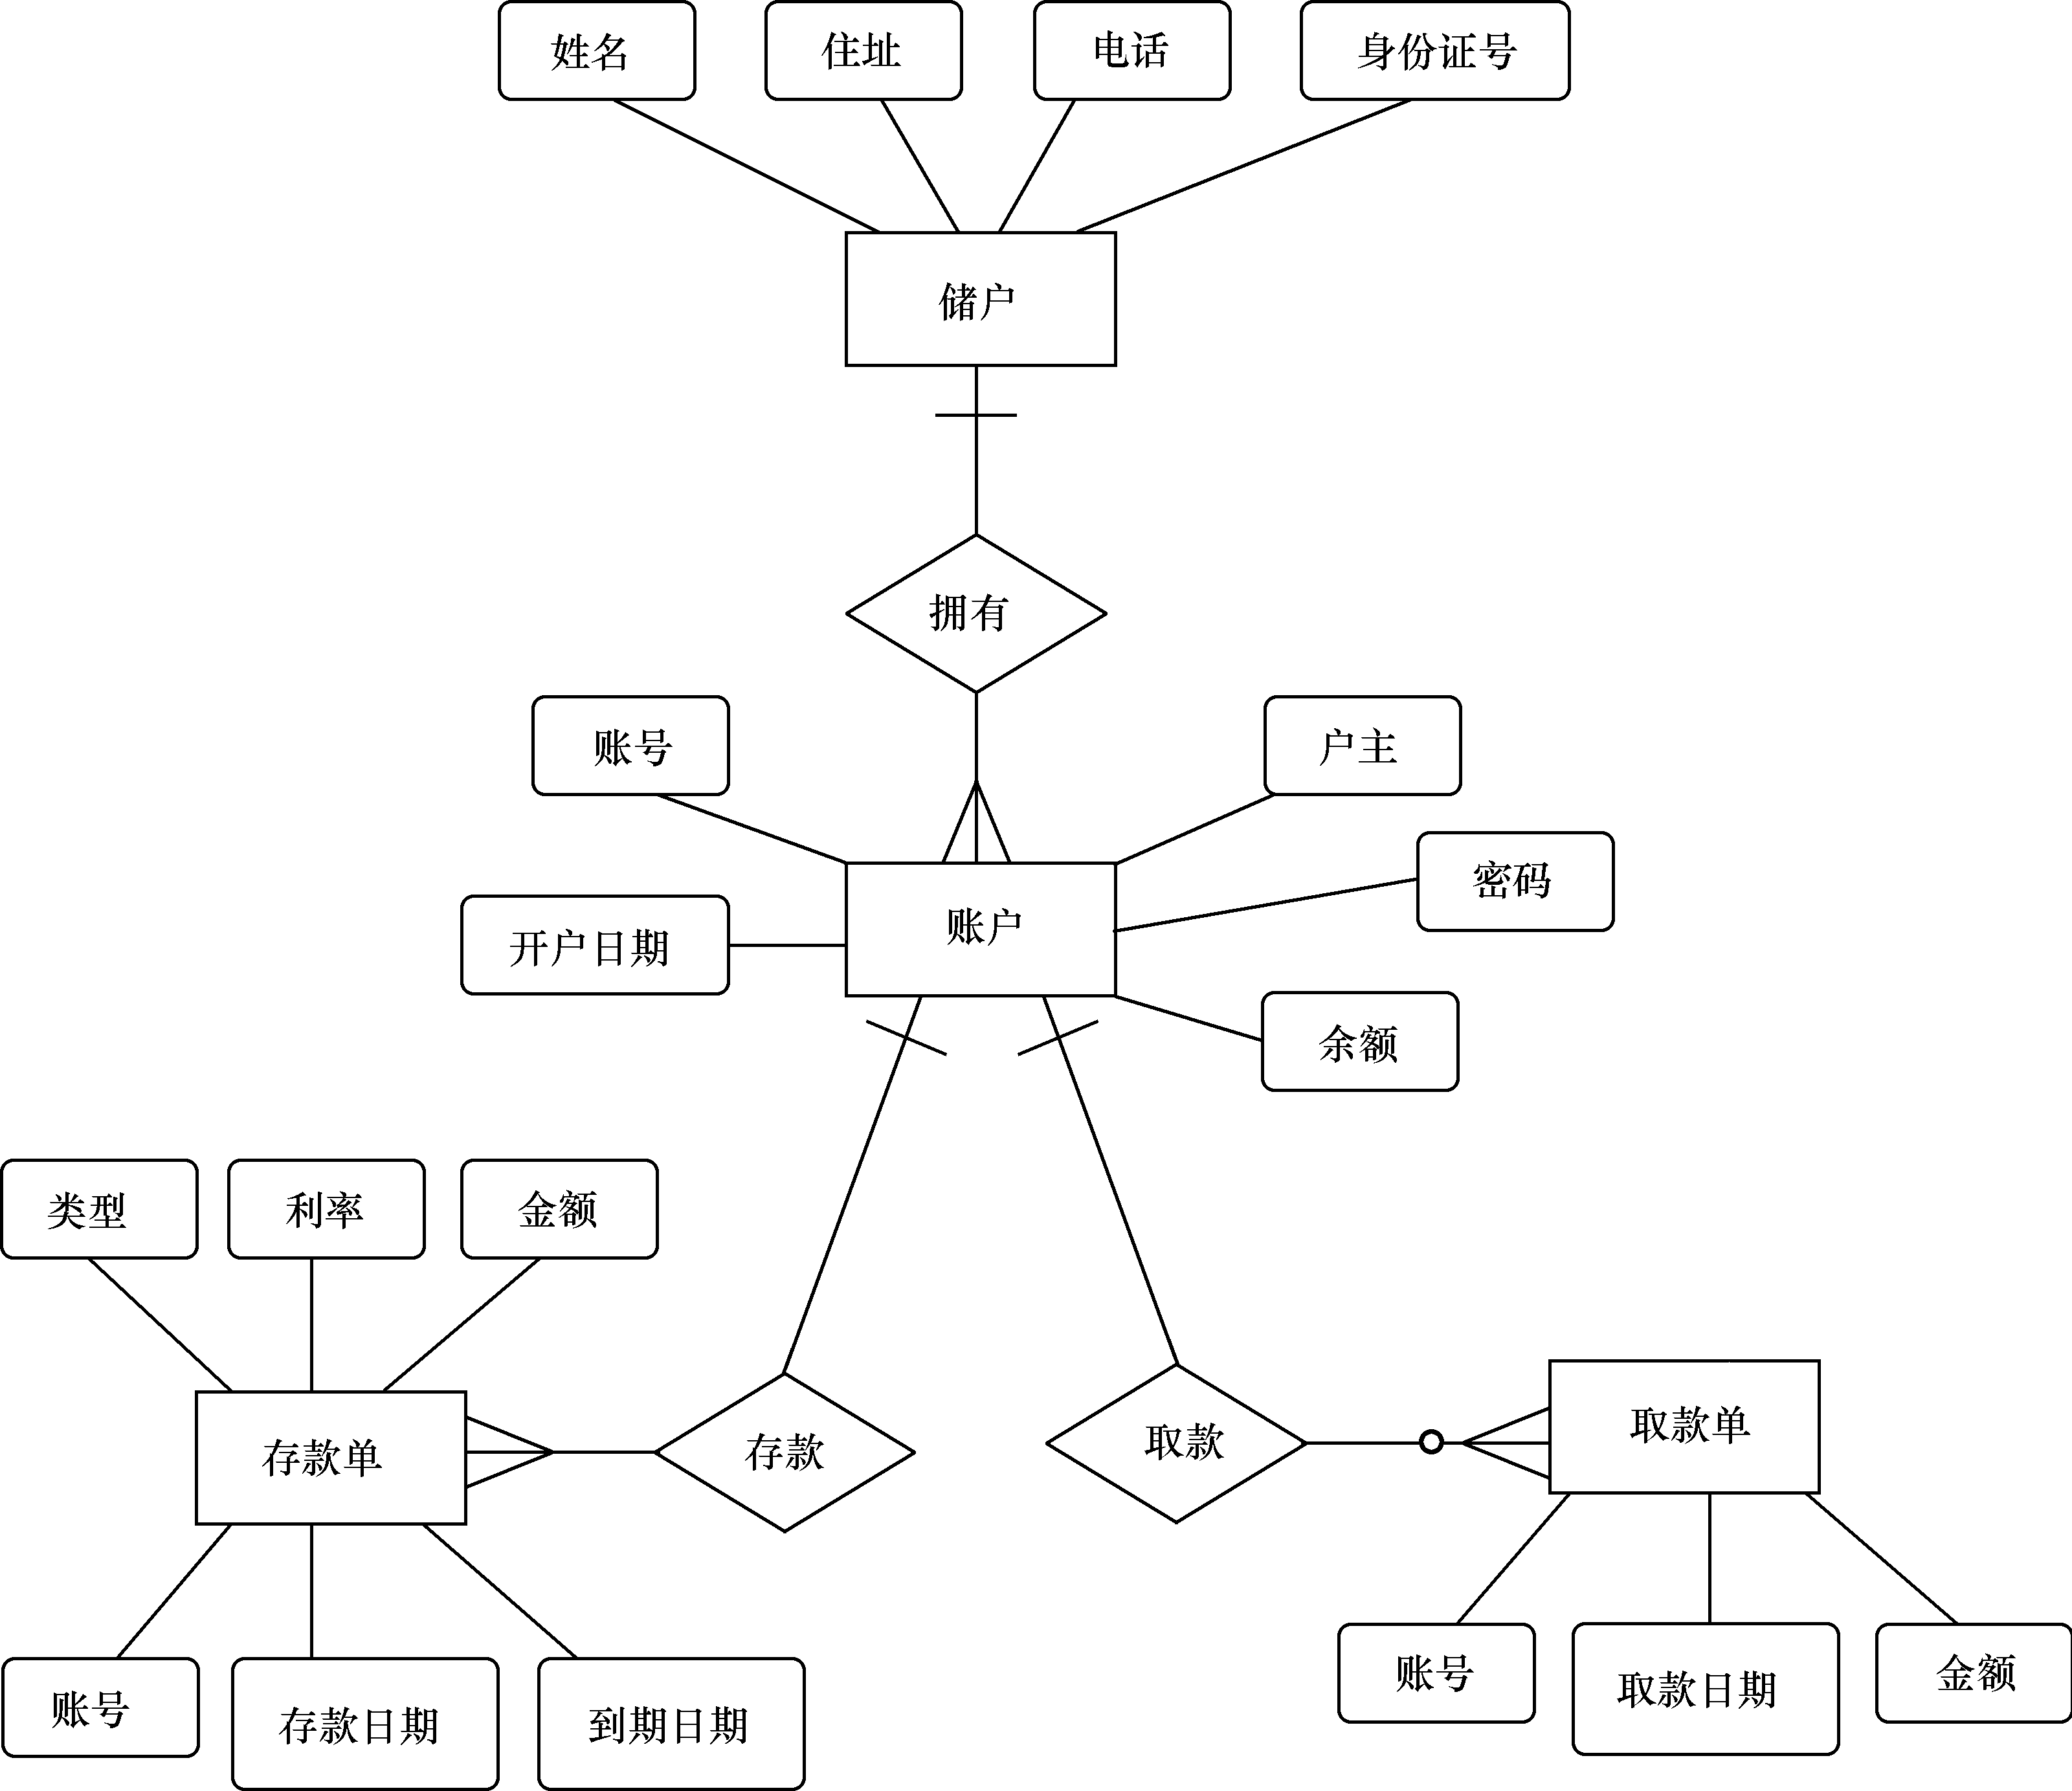 姓名
住址
电话
身份证号
储户
拥有
账号
户主
密码
开户日期
账户
余额
类型
利率
金额
存款单
存款
取款
取款单
账号
存款日期
到期日期
账号
取款日期
金额